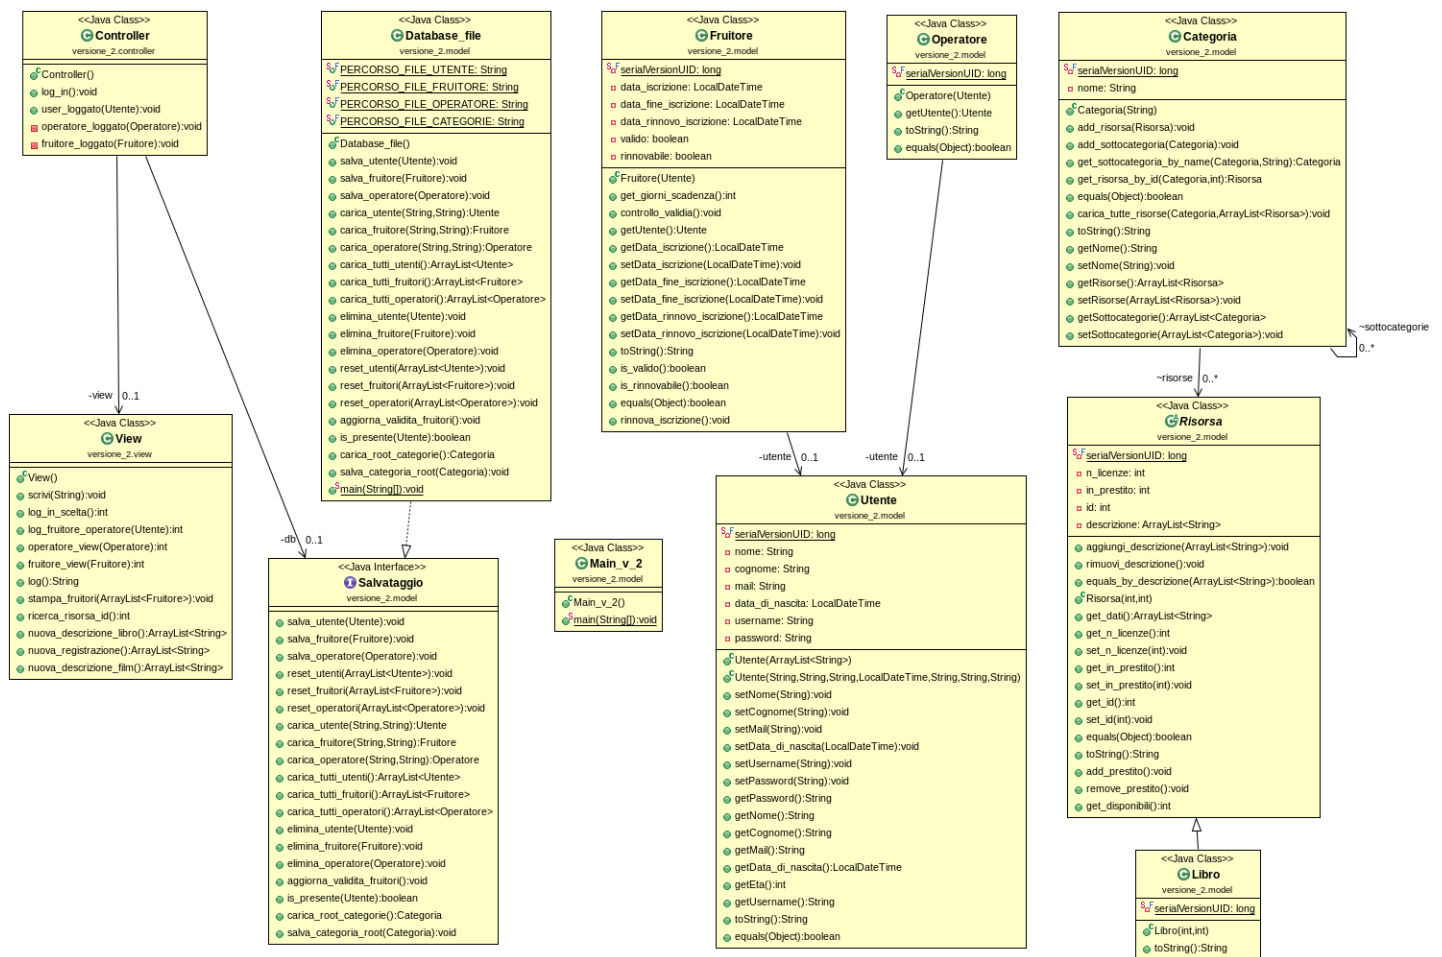 <<Java Class>>
Controller
versione_2.controller
Controller()
log_in():void
user_loggato(Utente):void
operatore_loggato(Operatore):void
fruitore_loggato(Fruitore):void
<<Java Class>>
Database_file
versione_2.model
PERCORSO_FILE_UTENTE: String
PERCORSO_FILE_FRUITORE: String
PERCORSO_FILE_OPERATORE: String
PERCORSO_FILE_CATEGORIE: String
Database_file()
salva_utente(Utente):void
salva_fruitore(Fruitore):void
salva_operatore(Operatore):void
carica_utente(String,String):Utente
carica_fruitore(String,String):Fruitore
carica_operatore(String,String):Operatore
carica_tutti_utenti():ArrayList<Utente>
carica_tutti_fruitori():ArrayList<Fruitore>
carica_tutti_operatori():ArrayList<Operatore>
elimina_utente(Utente):void
elimina_fruitore(Fruitore):void
elimina_operatore(Operatore):void
reset_utenti(ArrayList<Utente>):void
reset_fruitori(ArrayList<Fruitore>):void
reset_operatori(ArrayList<Operatore>):void
aggiorna_validita_fruitori():void
is_presente(Utente):boolean
carica_root_categorie():Categoria
salva_categoria_root(Categoria):void
main(String[]):void
<<Java Class>>
Fruitore
versione_2.model
serialVersionUID: long
data_iscrizione: LocalDateTime
data_fine_iscrizione: LocalDateTime
data_rinnovo_iscrizione: LocalDateTime
valido: boolean
rinnovabile: boolean
Fruitore(Utente)
get_giorni_scadenza():int
controllo_validia():void
getUtente():Utente
getData_iscrizione():LocalDateTime
setData_iscrizione(LocalDateTime):void
getData_fine_iscrizione():LocalDateTime
setData_fine_iscrizione(LocalDateTime):void
getData_rinnovo_iscrizione():LocalDateTime
setData_rinnovo_iscrizione(LocalDateTime):void
toString():String
is_valido():boolean
is_rinnovabile():boolean
equals(Object):boolean
rinnova_iscrizione():void
<<Java Class>>
Operatore
versione_2.model
serialVersionUID: long
Operatore(Utente)
getUtente():Utente
toString():String
equals(Object):boolean
<<Java Class>>
Categoria
versione_2.model
serialVersionUID: long
nome: String
Categoria(String)
add_risorsa(Risorsa):void
add_sottocategoria(Categoria):void
get_sottocategoria_by_name(Categoria,String):Categoria
get_risorsa_by_id(Categoria,int):Risorsa
equals(Object):boolean
carica_tutte_risorse(Categoria,ArrayList<Risorsa>):void
toString():String
getNome():String
setNome(String):void
getRisorse():ArrayList<Risorsa>
setRisorse(ArrayList<Risorsa>):void
getSottocategorie():ArrayList<Categoria>
setSottocategorie(ArrayList<Categoria>):void
~sottocategorie
0..*
~risorse 0..*
-view 0..1
-db 0..1
-utente 0..1
-utente 0..1
<<Java Class>>
View
versione_2.view
View()
scrivi(String):void
log_in_scelta():int
log_fruitore_operatore(Utente):int
operatore_view(Operatore):int
fruitore_view(Fruitore):int
log():String
stampa_fruitori(ArrayList<Fruitore>):void
ricerca_risorsa_id():int
nuova_descrizione_libro():ArrayList<String>
nuova_registrazione():ArrayList<String>
nuova_descrizione_film():ArrayList<String>
<<Java Interface>>
Salvataggio
versione_2.model
salva_utente(Utente):void
salva_fruitore(Fruitore):void
salva_operatore(Operatore):void
reset_utenti(ArrayList<Utente>):void
reset_fruitori(ArrayList<Fruitore>):void
reset_operatori(ArrayList<Operatore>):void
carica_utente(String,String):Utente
carica_fruitore(String,String):Fruitore
carica_operatore(String,String):Operatore
carica_tutti_utenti():ArrayList<Utente>
carica_tutti_fruitori():ArrayList<Fruitore>
carica_tutti_operatori():ArrayList<Operatore>
elimina_utente(Utente):void
elimina_fruitore(Fruitore):void
elimina_operatore(Operatore):void
aggiorna_validita_fruitori():void
is_presente(Utente):boolean
carica_root_categorie():Categoria
salva_categoria_root(Categoria):void
<<Java Class>>
Main_v_2
versione_2.model
Main_v_2()
main(String[]):void
<<Java Class>>
Utente
versione_2.model
serialVersionUID: long
nome: String
cognome: String
mail: String
data_di_nascita: LocalDateTime
username: String
password: String
Utente(ArrayList<String>)
Utente(String,String,String,LocalDateTime,String,String,String)
setNome(String):void
setCognome(String):void
setMail(String):void
setData_di_nascita(LocalDateTime):void
setUsername(String):void
setPassword(String):void
getPassword():String
getNome():String
getCognome():String
getMail():String
getData_di_nascita():LocalDateTime
getEta():int
getUsername():String
toString():String
equals(Object):boolean
<<Java Class>>
Risorsa
versione_2.model
serialVersionUID: long
n_licenze: int
in_prestito: int
id: int
descrizione: ArrayList<String>
aggiungi_descrizione(ArrayList<String>):void
rimuovi_descrizione():void
equals_by_descrizione(ArrayList<String>):boolean
Risorsa(int,int)
get_dati():ArrayList<String>
get_n_licenze():int
set_n_licenze(int):void
get_in_prestito():int
set_in_prestito(int):void
get_id():int
set_id(int):void
equals(Object):boolean
toString():String
add_prestito():void
remove_prestito():void
get_disponibili():int
<<Java Class>>
Libro
versione_2.model
serialVersionUID: long
Libro(int,int)
toString():String